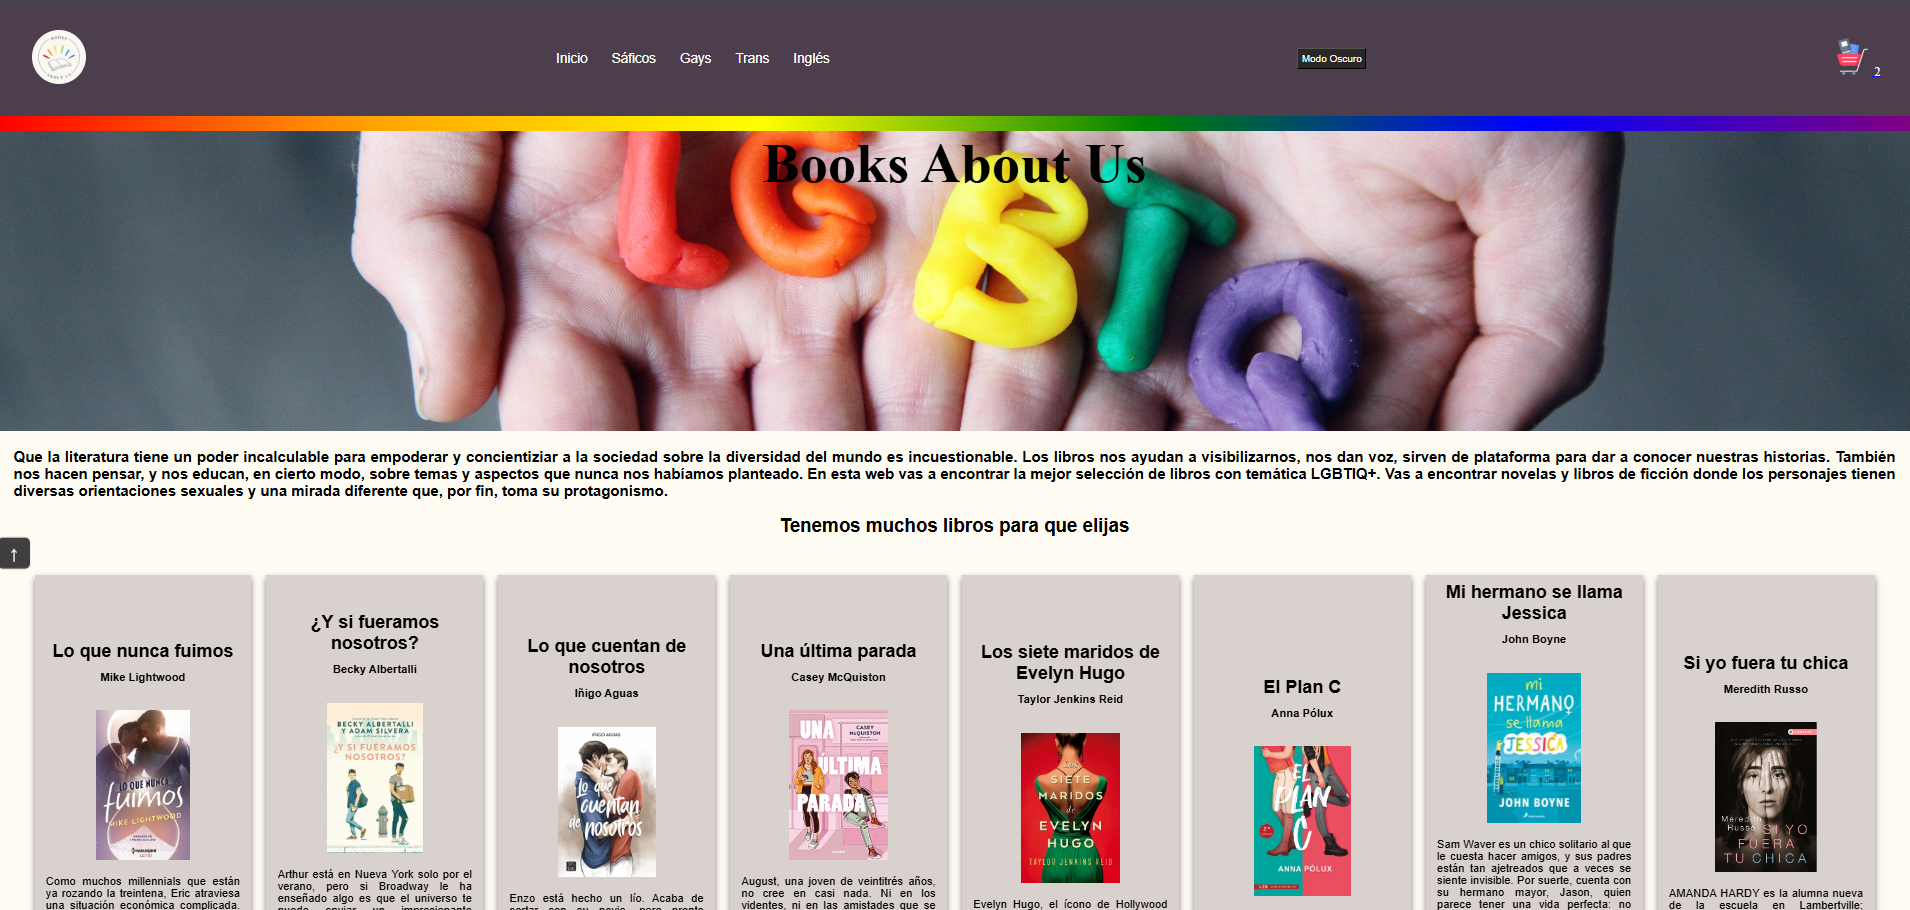 BOOKS
ABOUT US
Inicio Sáficos Gays Trans Inglés
Modo Oscuro
2
LGBTQ
Books About Us
Que la literatura tiene un poder incalculable para empoderar y concientiziar a la sociedad sobre la diversidad del mundo es incuestionable. Los libros nos ayudan a visibilizarnos, nos dan voz, sirven de plataforma para dar a conocer nuestras historias. También
nos hacen pensar, y nos educan, en cierto modo, sobre temas y aspectos que nunca nos habíamos planteado. En esta web vas a encontrar la mejor selección de libros con temática LGBTIQ+. Vas a encontrar novelas y libros de ficción donde los personajes tienen
diversas orientaciones sexuales y una mirada diferente que, por fin, toma su protagonismo.
Tenemos muchos libros para que elijas
↑
Lo que nunca fuimos
Mike Lightwood
LO QUE NUNCA
fuimos
MIKE LIGHTWOOD
Como muchos millennials que están
ya rozando la treintena, Eric atraviesa
una situación económica complicada.
¿Y si fueramos
nosotros?
Becky Albertalli
BECKY ALBERTALLI
Y ADAM SILVERA
¿Y SI FUÉRAMOS
NOSOTROS?
Arthur está en Nueva York solo por el
verano, pero si Broadway le ha
enseñado algo es que el universo te
puede enviar un impresionante
Lo que cuentan de
nosotros
Iñigo Aguas
IÑIGO AGUAS
Lo que
cuentan
de nosotros
Enzo está hecho un lío. Acaba de
cortar con su novio, pero pronto
Una última parada
Casey McQuiston
CASEY
McQUISTON
UNA
ÚLTIMA
PARADA
August, una joven de veintitrés años,
no cree en casi nada. Ni en los
videntes, ni en las amistades que se
Los siete maridos de
Evelyn Hugo
Taylor Jenkins Reid
Los
SIETE
MARIDOS
de
EVELYN
HUGO
TAYLOR JENKINS REID
Evelyn Hugo, el ícono de Hollywood
El Plan C
Anna Pólux
EL
PLAN
C
ANNA PÓLUX
Mi hermano se llama
Jessica
John Boyne
mi
HERMANO
se llama
JESSICA
JOHN BOYNE
Sam Waver es un chico solitario al que
le cuesta hacer amigos, y sus padres
están tan ajetreados que a veces se
siente invisible. Por suerte, cuenta con
su hermano mayor, Jason, quien
parece tener una vida perfecta: no
Si yo fuera tu chica
Meredith Russo
Meredith
Russo
SI YO
FUERA
TU CHICA
AMANDA HARDY es la alumna nueva
de la escuela en Lambertville;